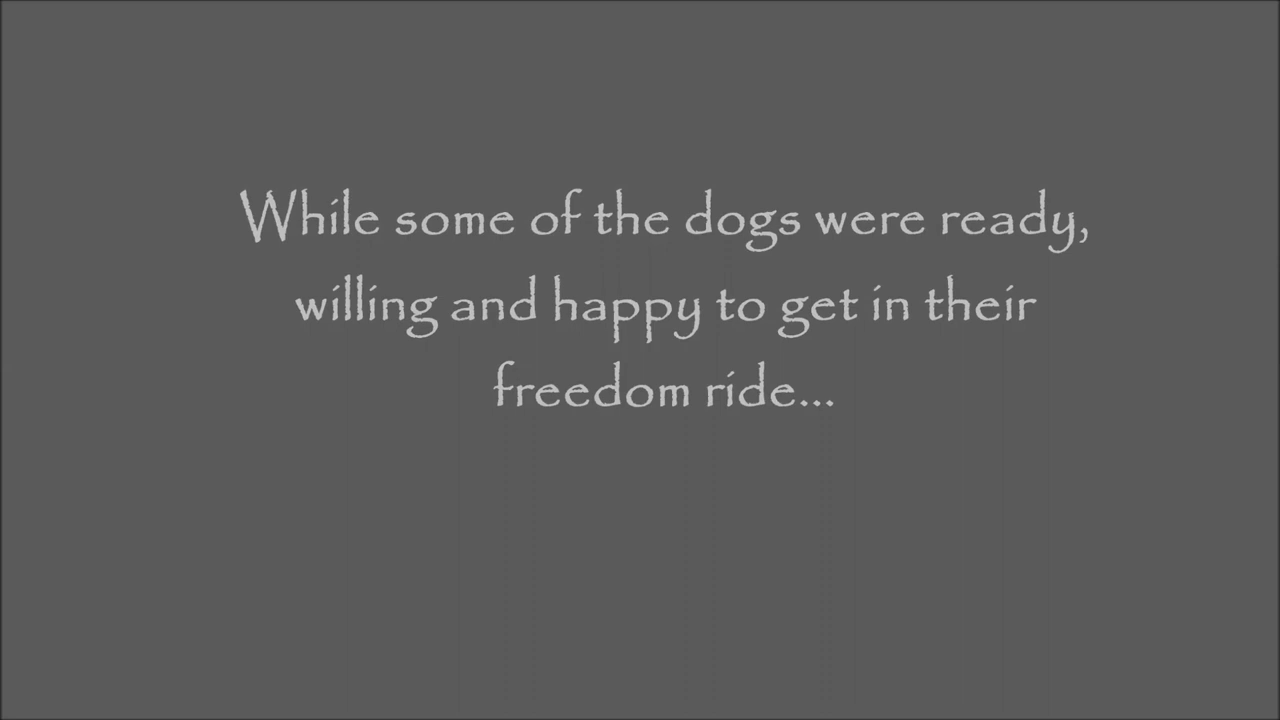 While some of the dogs were ready,
willing and happy to get in their
freedom ride...